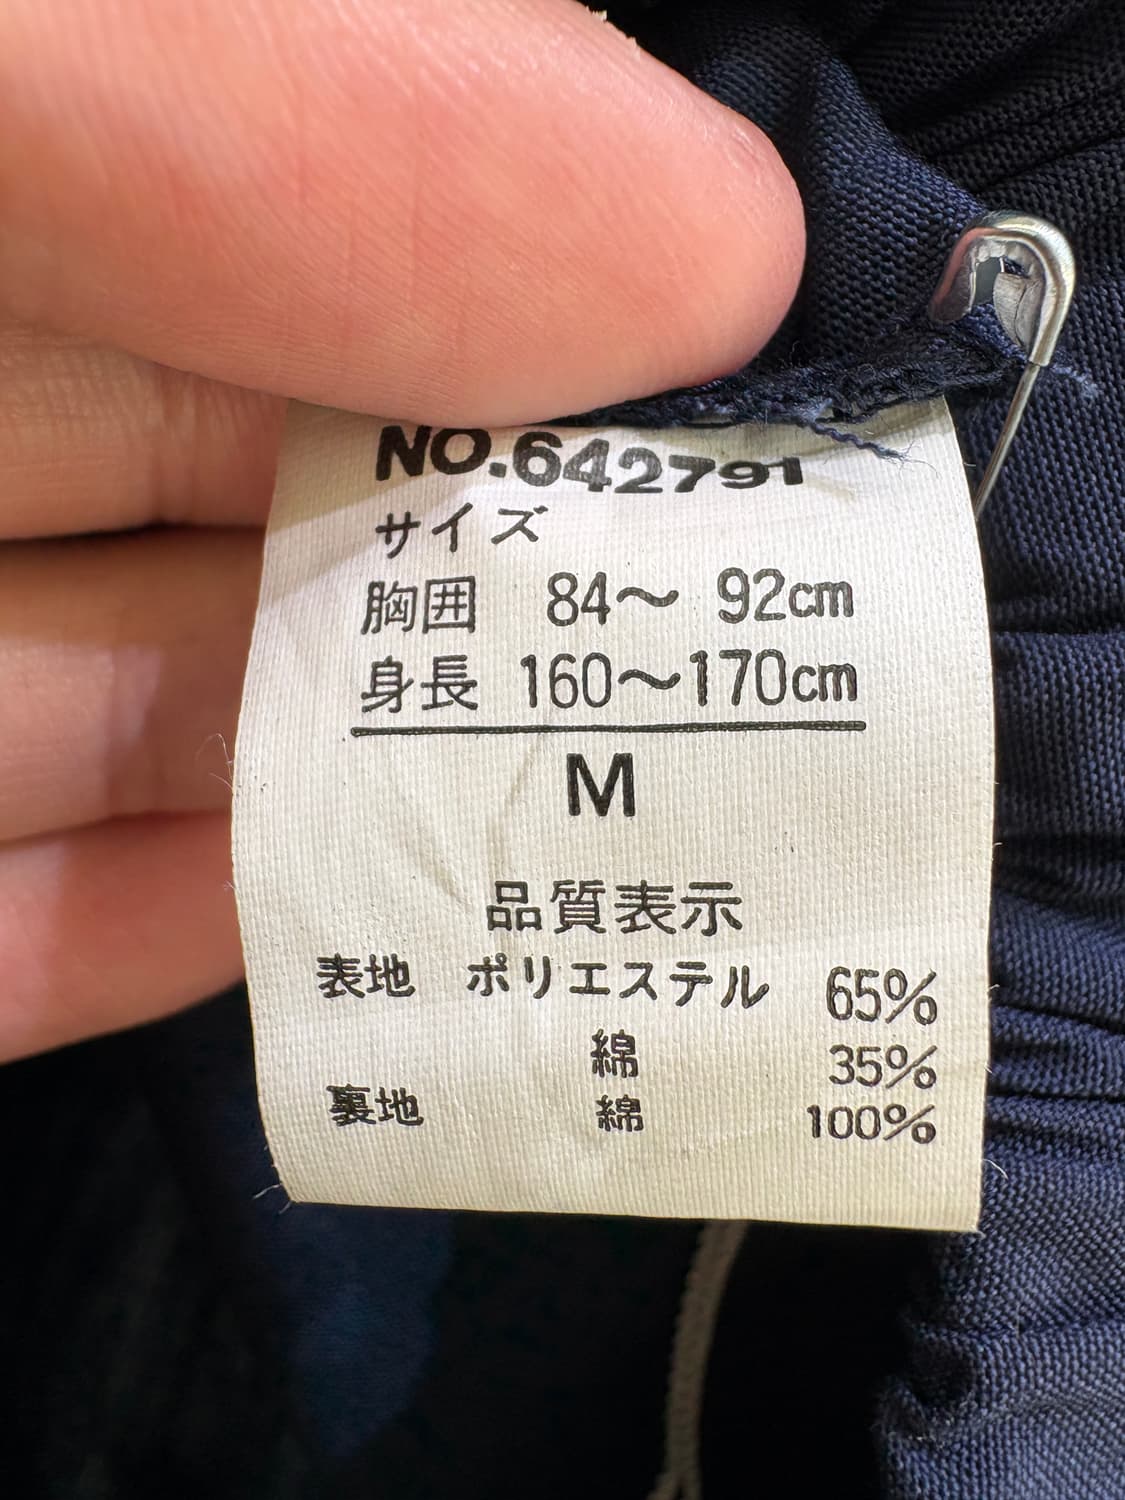 NO.642791
サイズ
胸囲 84～ 92cm
身長 160～170cm
M
品質表示
表地 ポリエステル 65%
綿 35%
裏地 綿 100%